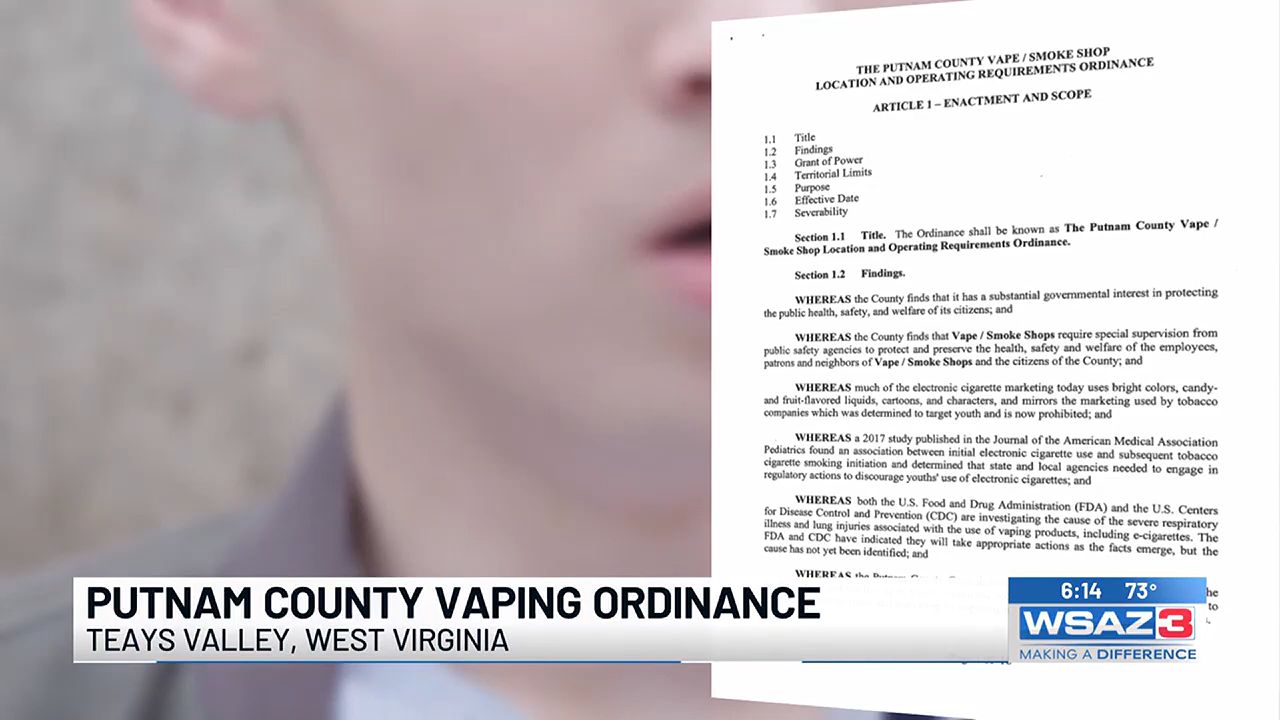 THE PUTNAM COUNTY VAPE / SMOKE SHOP
LOCATION AND OPERATING REQUIREMENTS ORDINANCE
ARTICLE 1 – ENACTMENT AND SCOPE
1.1 Title
1.2 Findings
1.3 Grant of Power
1.4 Territorial Limits
1.5 Purpose
1.6 Effective Date
1.7 Severability
Section 1.1 Title. The Ordinance shall be known as The Putnam County Vape /
Smoke Shop Location and Operating Requirements Ordinance.
Section 1.2 Findings.
WHEREAS the County finds that it has a substantial governmental interest in protecting
the public health, safety, and welfare of its citizens; and
WHEREAS the County finds that Vape / Smoke Shops require special supervision from
public safety agencies to protect and preserve the health, safety and welfare of the employees,
patrons and neighbors of Vape / Smoke Shops and the citizens of the County; and
WHEREAS much of the electronic cigarette marketing today uses bright colors, candy-
and fruit-flavored liquids, cartoons, and characters, and mirrors the marketing used by tobacco
companies which was determined to target youth and is now prohibited; and
WHEREAS a 2017 study published in the Journal of the American Medical Association
Pediatrics found an association between initial electronic cigarette use and subsequent tobacco
cigarette smoking initiation and determined that state and local agencies needed to engage in
regulatory actions to discourage youths' use of electronic cigarettes; and
WHEREAS both the U.S. Food and Drug Administration (FDA) and the U.S. Centers
for Disease Control and Prevention (CDC) are investigating the cause of the severe respiratory
illness and lung injuries associated with the use of vaping products, including e-cigarettes. The
FDA and CDC have indicated they will take appropriate actions as the facts emerge, but the
cause has not yet been identified; and
WHEREAS the
to
PUTNAM COUNTY VAPING ORDINANCE
TEAYS VALLEY, WEST VIRGINIA
6:14 73°
WSAZ 3
MAKING A DIFFERENCE